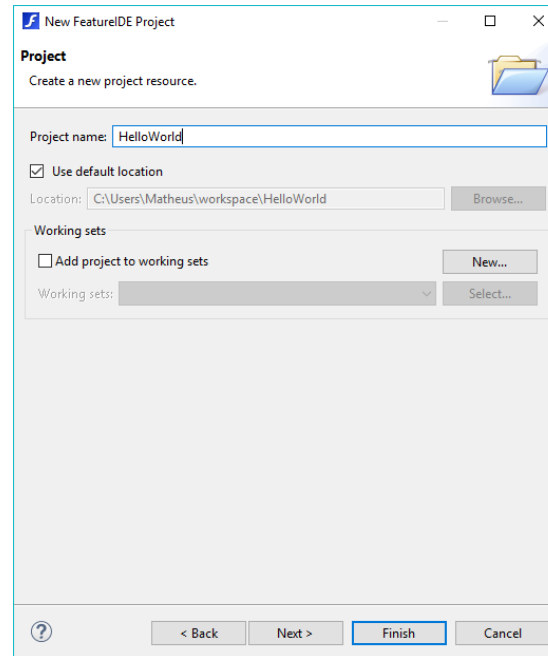 New FeatureIDE Project
Project
Create a new project resource.
Project name: HelloWorld
Use default location
Location: C:\Users\Matheus\workspace\HelloWorld Browse...
Working sets
Add project to working sets New...
Working sets: Select...
? < Back Next > Finish Cancel